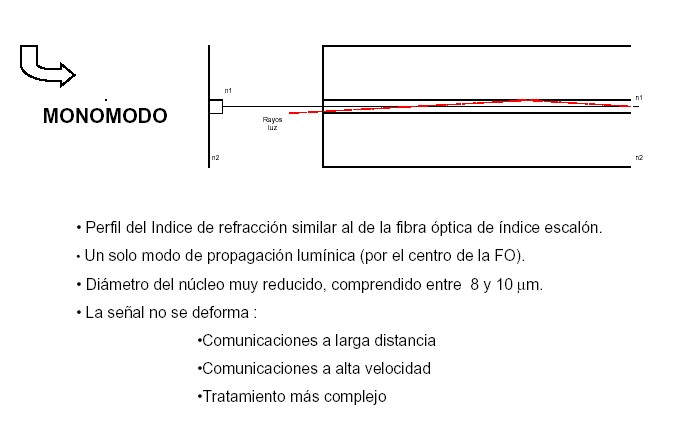 n1
MONOMODO
Rayos
luz
n1
n2
n2
• Perfil del Indice de refracción similar al de la fibra óptica de índice escalón.
• Un solo modo de propagación lumínica (por el centro de la FO).
• Diámetro del núcleo muy reducido, comprendido entre 8 y 10 μm.
• La señal no se deforma :
•Comunicaciones a larga distancia
•Comunicaciones a alta velocidad
•Tratamiento más complejo